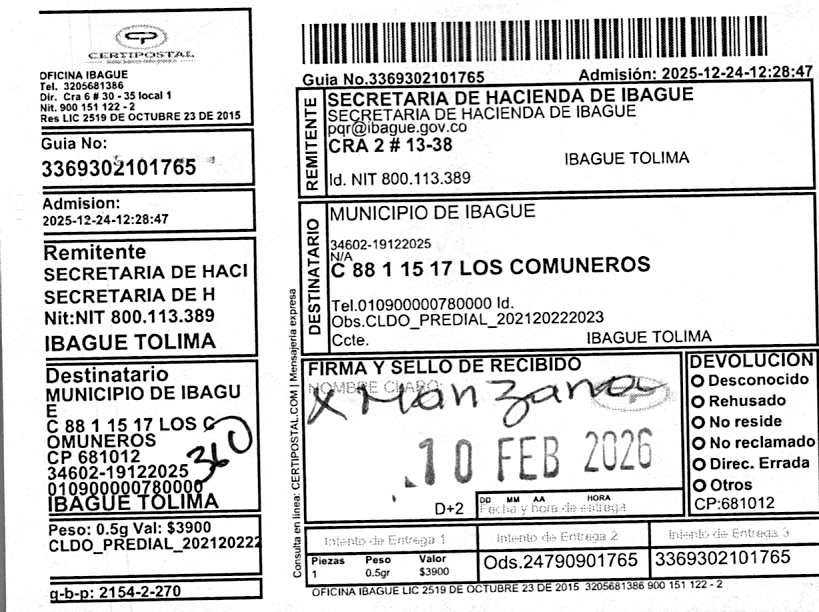 CERTIPOSTAL
OFICINA IBAGUE
Tel. 3205681386
Dir. Cra 6 # 30 - 35 local 1
Nit. 900 151 122 - 2
Res LIC 2519 DE OCTUBRE 23 DE 2015
Guia No:
3369302101765
Admision:
2025-12-24-12:28:47
Remitente
SECRETARIA DE HACI
SECRETARIA DE H
Nit:NIT 800.113.389
IBAGUE TOLIMA
Destinatario
MUNICIPIO DE IBAGU
E
C 88 1 15 17 LOS C
OMUNEROS
CP 681012
34602-19122025
010900000780000
IBAGUE TOLIMA
360
Peso: 0.5g Val: $3900
CLDO_PREDIAL_202120222
g-b-p: 2154-2-270
Guia No.3369302101765 Admisión: 2025-12-24-12:28:47
REMITENTE
SECRETARIA DE HACIENDA DE IBAGUE
SECRETARIA DE HACIENDA DE IBAGUE
pqr@ibague.gov.co
CRA 2 # 13-38
IBAGUE TOLIMA
Id. NIT 800.113.389
DESTINATARIO
MUNICIPIO DE IBAGUE
34602-19122025
N/A
C 88 1 15 17 LOS COMUNEROS
Tel.010900000780000 Id.
Obs.CLDO_PREDIAL_202120222023
Ccte. IBAGUE TOLIMA
Consulta en línea: CERTIPOSTAL.COM | Mensajería expresa
FIRMA Y SELLO DE RECIBIDO
NOMBRE CLARO:
x Manzana
10 FEB 2026
D+2
DD MM AA HORA
Fecha y hora de entrega
DEVOLUCION
Desconocido
Rehusado
No reside
No reclamado
Direc. Errada
Otros
CP:681012
Intento de Entrega 1 Intento de Entrega 2 Intento de Entrega 3
Piezas Peso Valor
1 0.5gr $3900
Ods.24790901765
3369302101765
OFICINA IBAGUE LIC 2519 DE OCTUBRE 23 DE 2015 3205681386 900 151 122 - 2